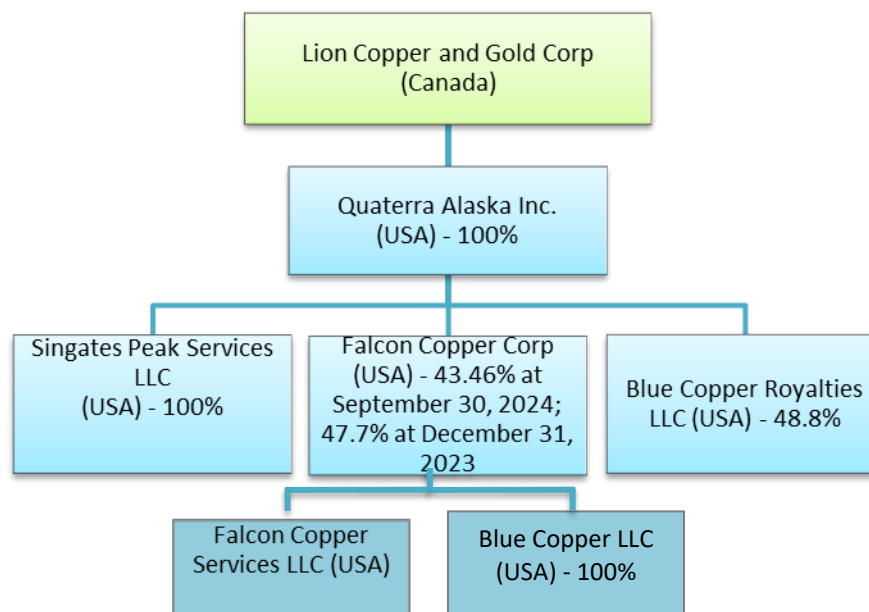 Lion Copper and Gold Corp
(Canada)
Quaterra Alaska Inc.
(USA) - 100%
Singates Peak Services
LLC
(USA) - 100%
Falcon Copper Corp
(USA) - 43.46% at
September 30, 2024;
47.7% at December 31,
2023
Blue Copper Royalties
LLC (USA) - 48.8%
Falcon Copper
Services LLC (USA)
Blue Copper LLC
(USA) - 100%